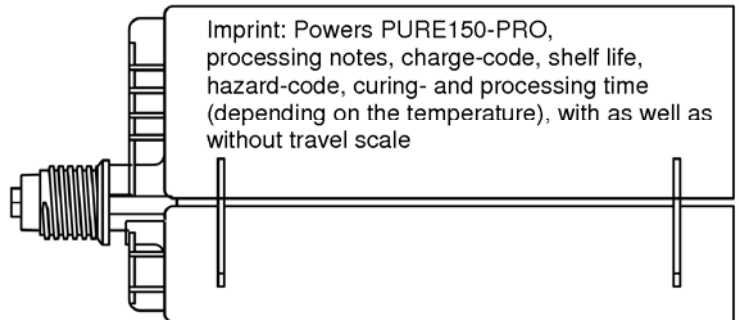 Imprint: Powers PURE150-PRO,
processing notes, charge-code, shelf life,
hazard-code, curing- and processing time
(depending on the temperature), with as well as
without travel scale